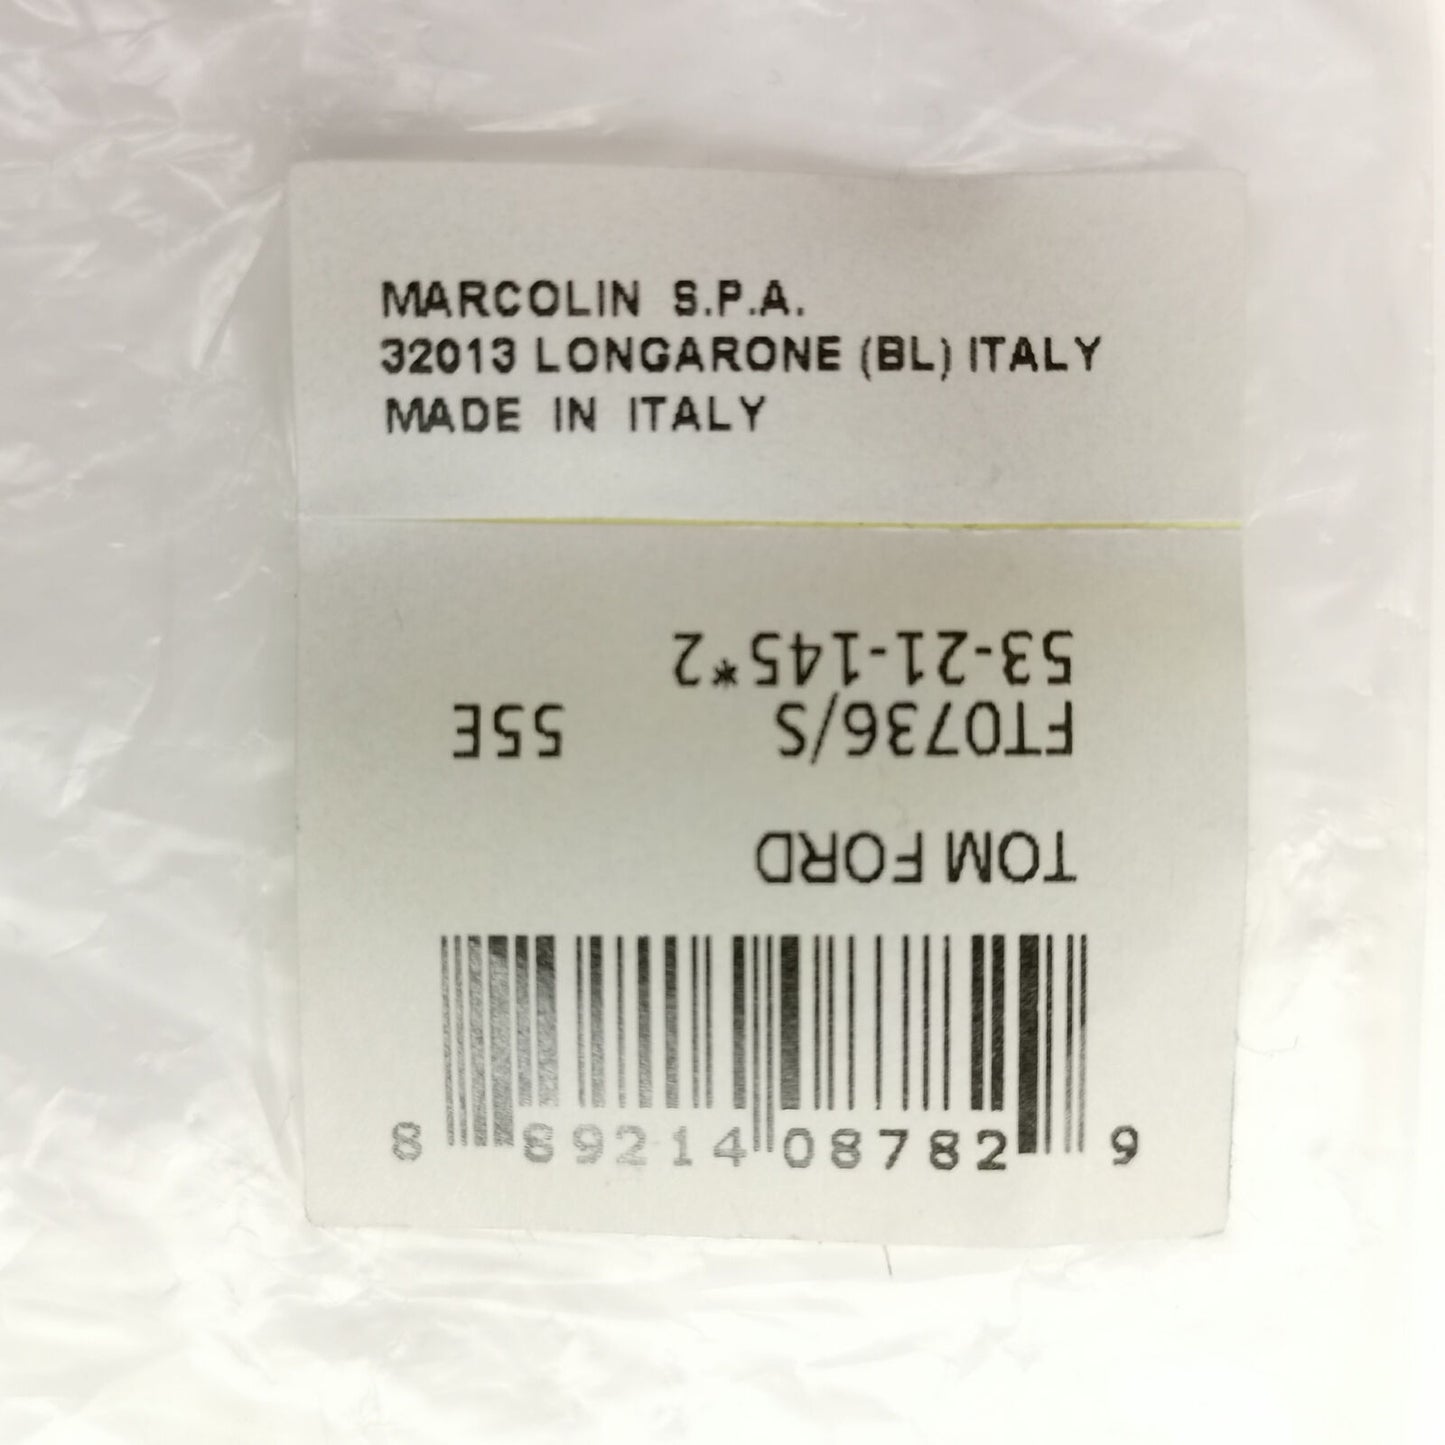 MARCOLIN S.P.A.
32013 LONGARONE (BL) ITALY
MADE IN ITALY
TOM FORD
FT0736/S 55E
53-21-145*2
8 89214 08782 9